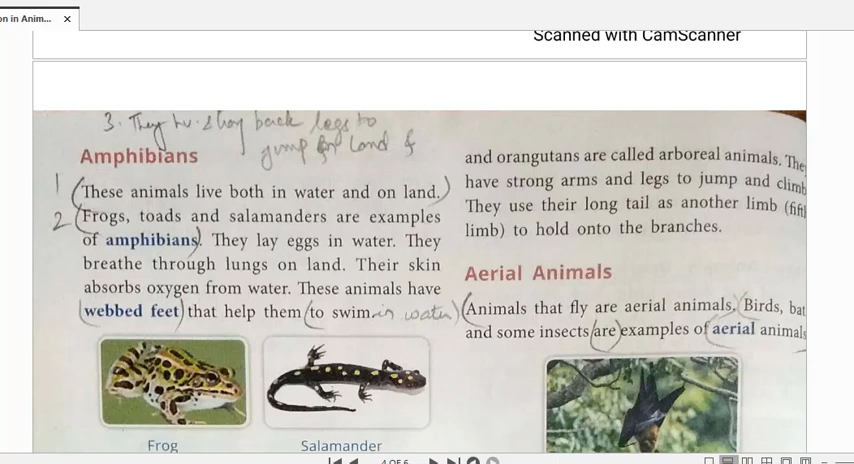 on in Anim... ×
Scanned with CamScanner
3. They back legs to
jump land &
Amphibians
1 (These animals live both in water and on land.)
2 (Frogs, toads and salamanders are examples
of amphibians). They lay eggs in water. They
breathe through lungs on land. Their skin
absorbs oxygen from water. These animals have
(webbed feet) that help them (to swim. in water)
Frog
Salamander
and orangutans are called arboreal animals. The
have strong arms and legs to jump and climb
They use their long tail as another limb (fift
limb) to hold onto the branches.
Aerial Animals
(Animals that fly are aerial animals. (Birds, bat
and some insects (are) examples of aerial animals
4 OF 6